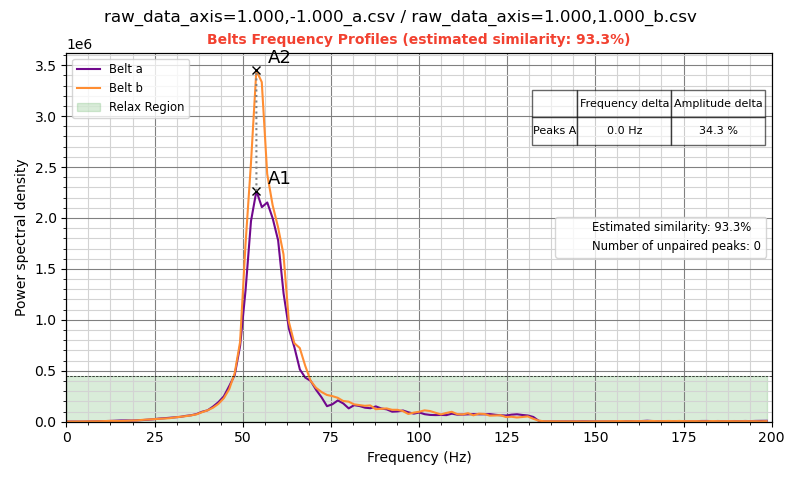 raw_data_axis=1.000,-1.000_a.csv / raw_data_axis=1.000,1.000_b.csv
Belts Frequency Profiles (estimated similarity: 93.3%)
1e6
A2
A1
Belt a
Belt b
Relax Region
Frequency delta Amplitude delta
Peaks A 0.0 Hz 34.3 %
Estimated similarity: 93.3%
Number of unpaired peaks: 0
Power spectral density
3.5
3.0
2.5
2.0
1.5
1.0
0.5
0.0
0 25 50 75 100 125 150 175 200
Frequency (Hz)